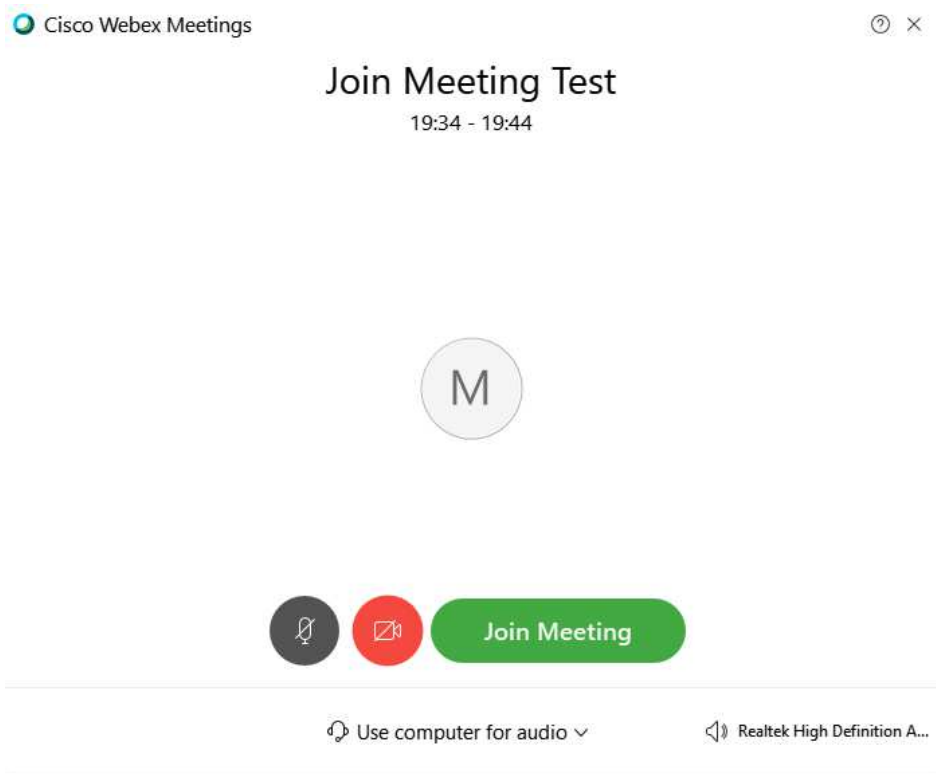 Cisco Webex Meetings
Join Meeting Test
19:34 - 19:44
M
Join Meeting
Use computer for audio
Realtek High Definition A...